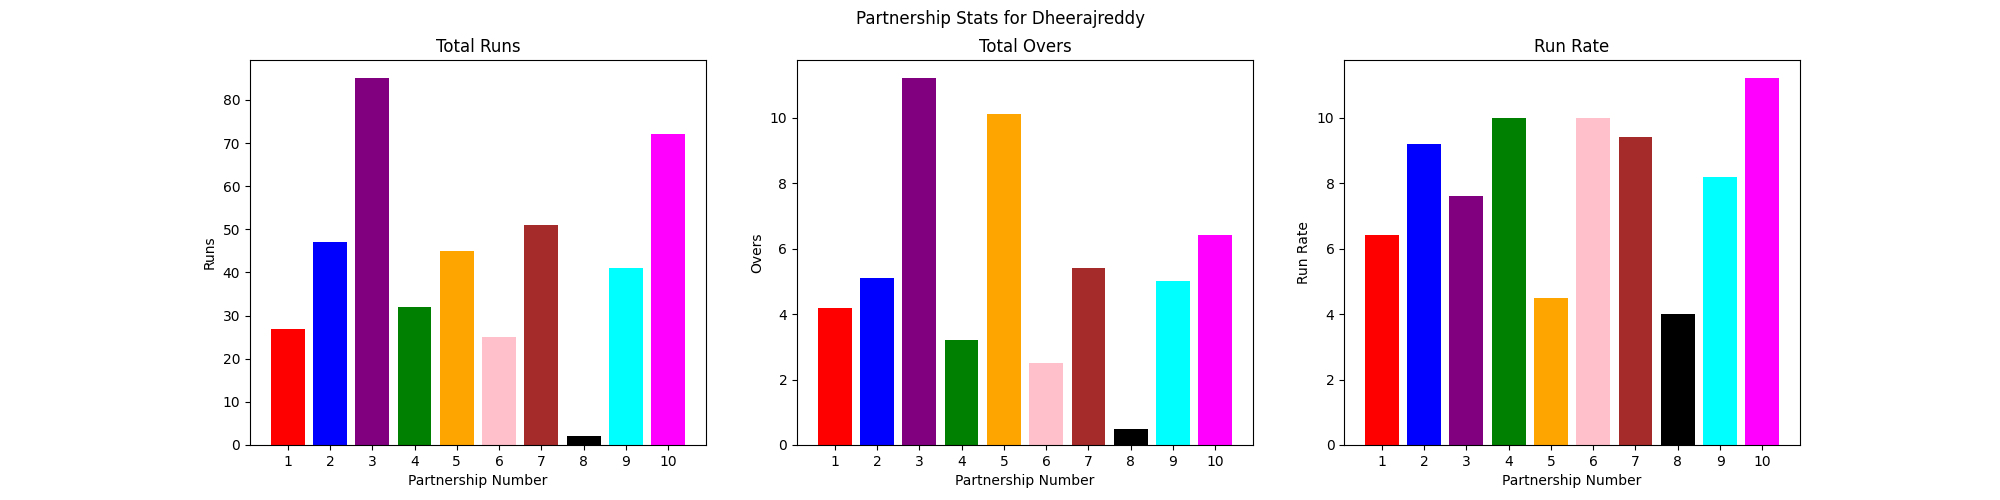 Partnership Stats for Dheerajreddy
Total Runs
Runs
80
70
60
50
40
30
20
10
0
1 2 3 4 5 6 7 8 9 10
Partnership Number
Total Overs
Overs
10
8
6
4
2
0
1 2 3 4 5 6 7 8 9 10
Partnership Number
Run Rate
Run Rate
10
8
6
4
2
0
1 2 3 4 5 6 7 8 9 10
Partnership Number